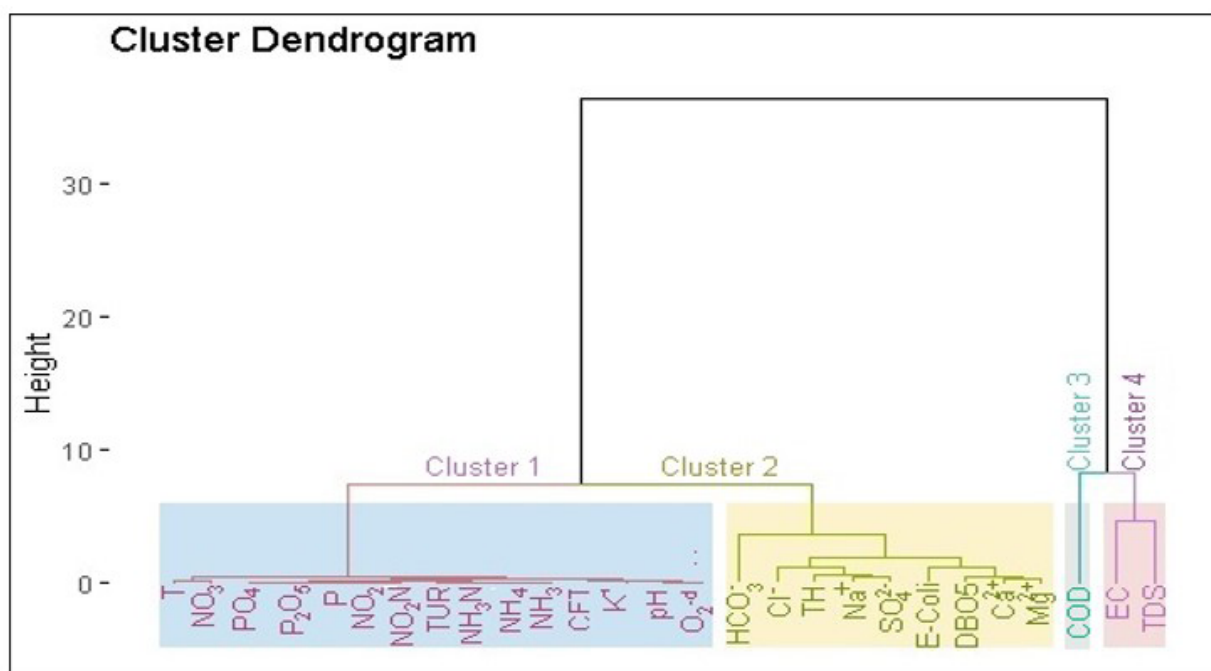 Cluster Dendrogram
Height
30
20
10
0
Cluster 1
Cluster 2
Cluster 3
Cluster 4
T
NO₃
PO₄
P₂O₅
P
NO₂
NO₂N
TUR
NH₃N
NH₄
NH₃
CFT
K⁺
pH
O₂⁻ᵈ
HCO₃⁻
Cl⁻
TH
Na⁺
SO₄²⁻
E-Coli
DBO5
Ca²⁺
Mg²⁺
COD
EC
TDS